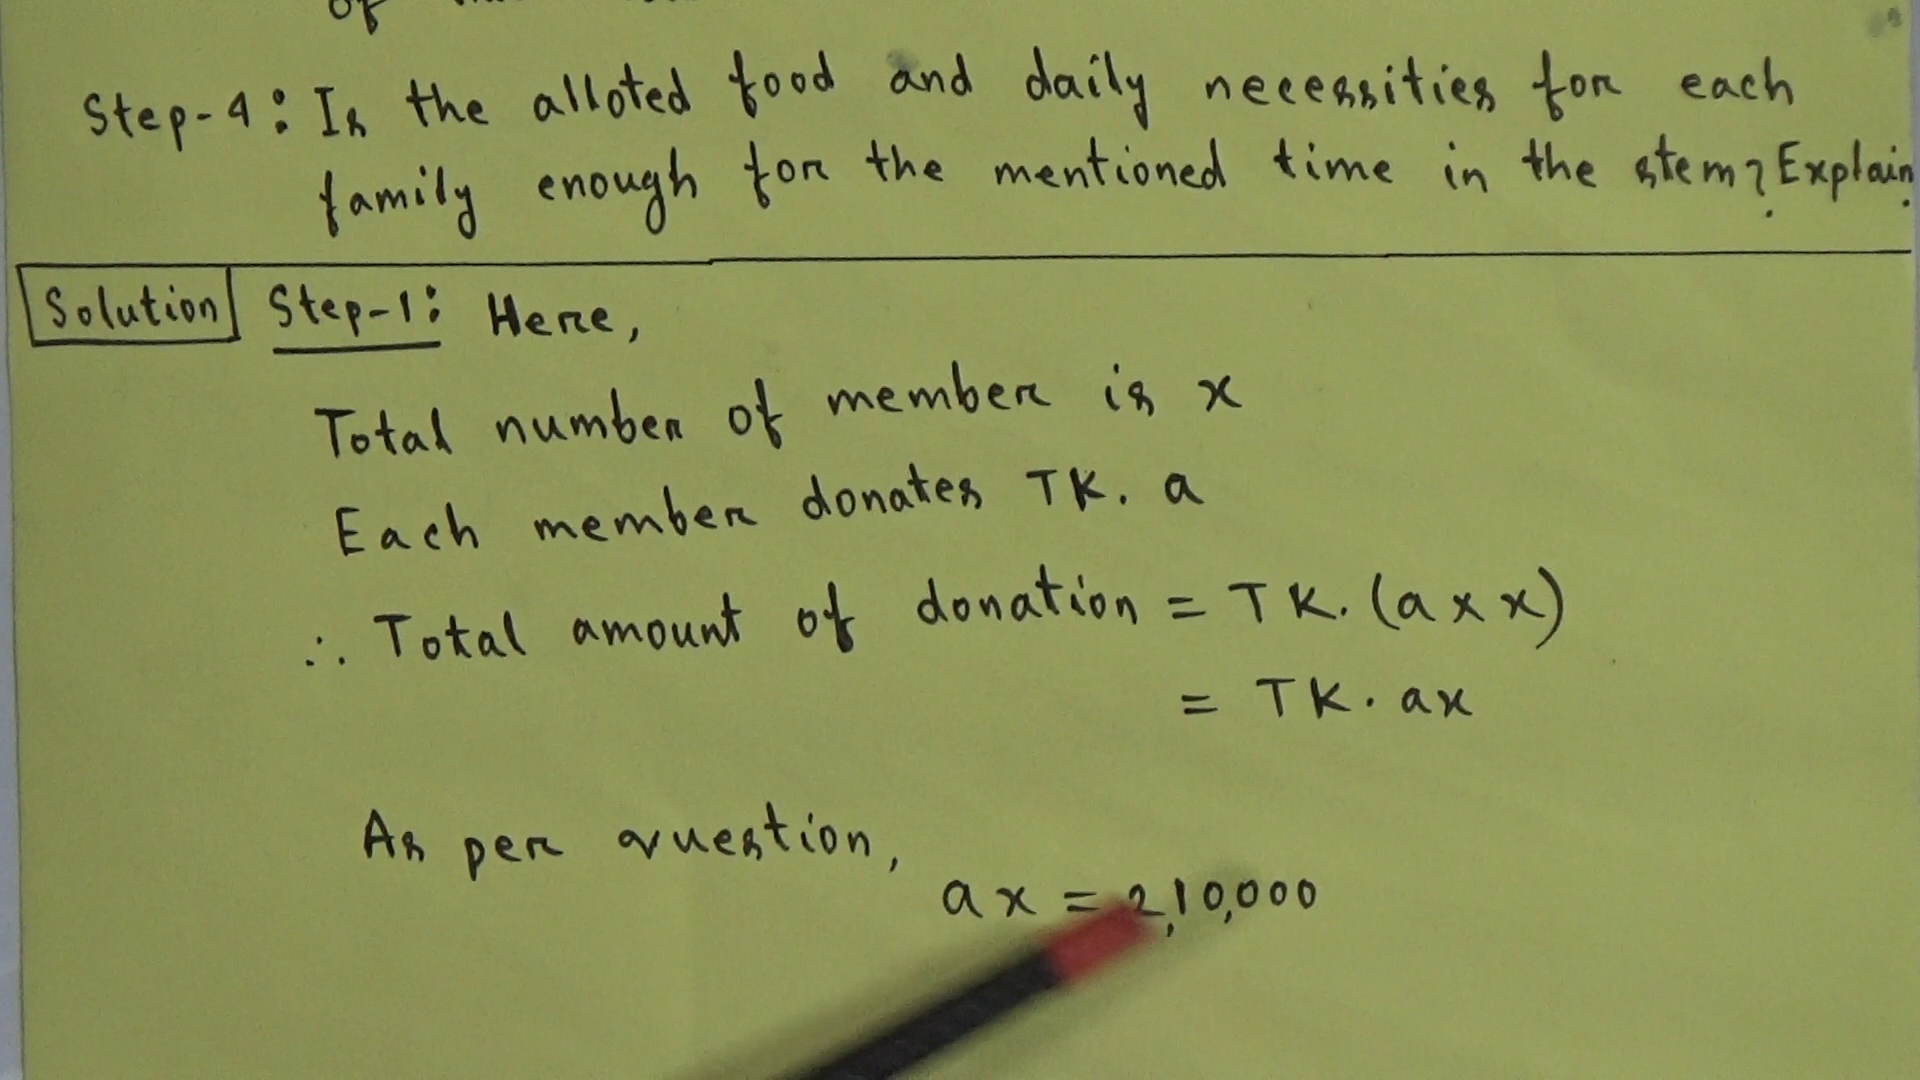 of
Step-4: Is the alloted food and daily necessities for each
family enough for the mentioned time in the stem? Explain.
Solution Step-1: Here,
Total number of member is x
Each member donates TK. a
∴ Total amount of donation = TK. (a x x)
= TK. ax
As per question,
ax = 2,10,000